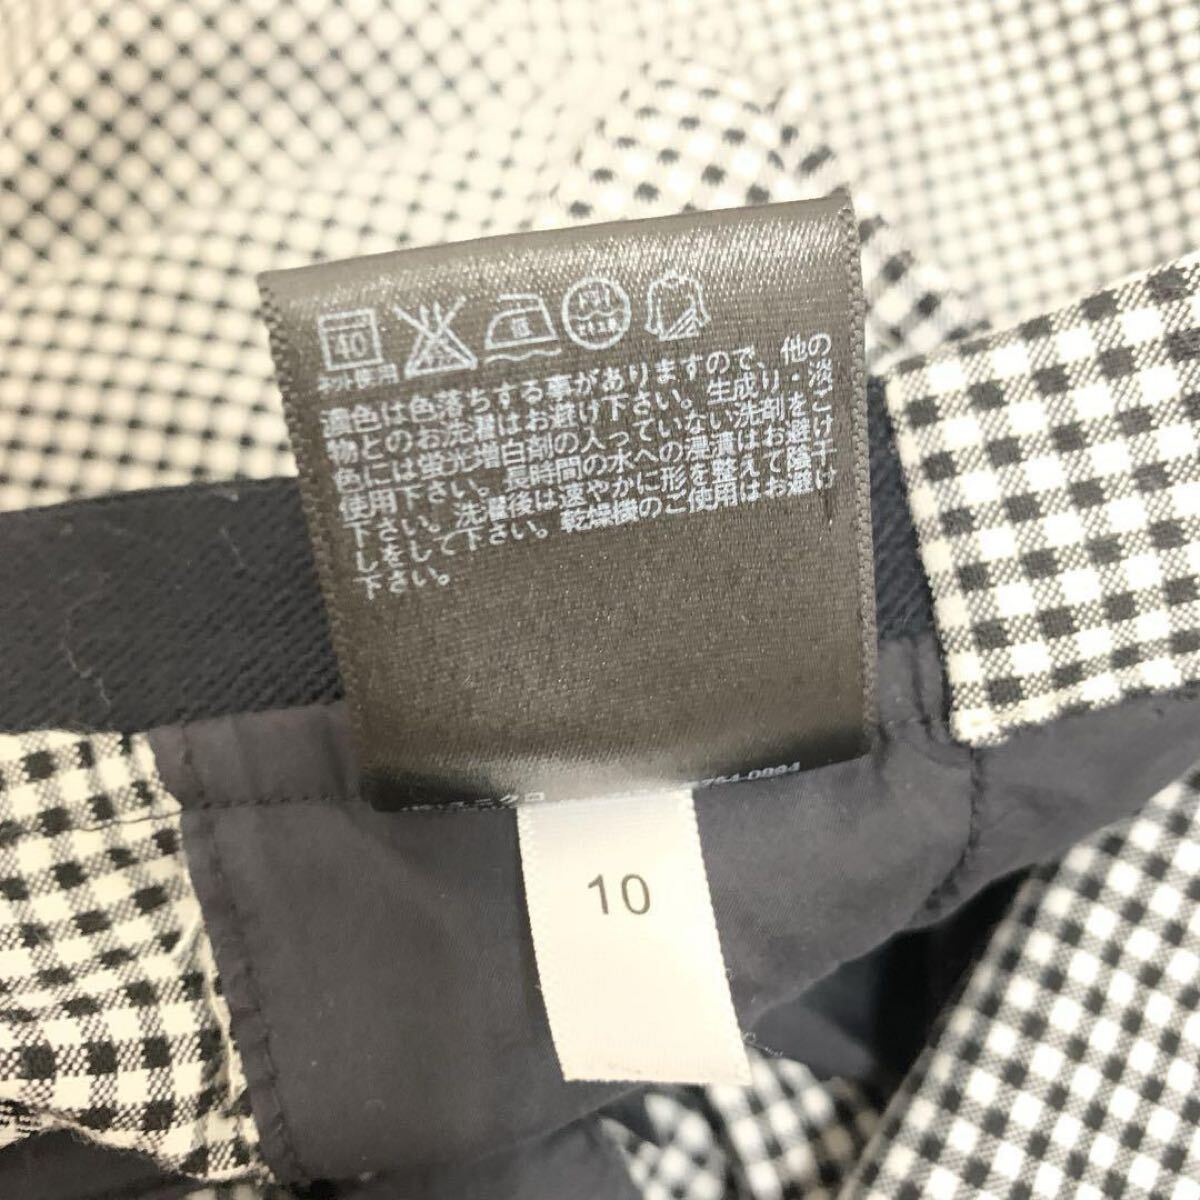 40
ネット使用
濃色は色落ちする事がありますので、他の
物とのお洗濯はお避け下さい。生成り・淡
色には蛍光増白剤の入っていない洗剤をご
使用下さい。長時間の水への浸漬はお避け
下さい。洗濯後は速やかに形を整えて陰干
しをして下さい。乾燥機のご使用はお避け
下さい。
10